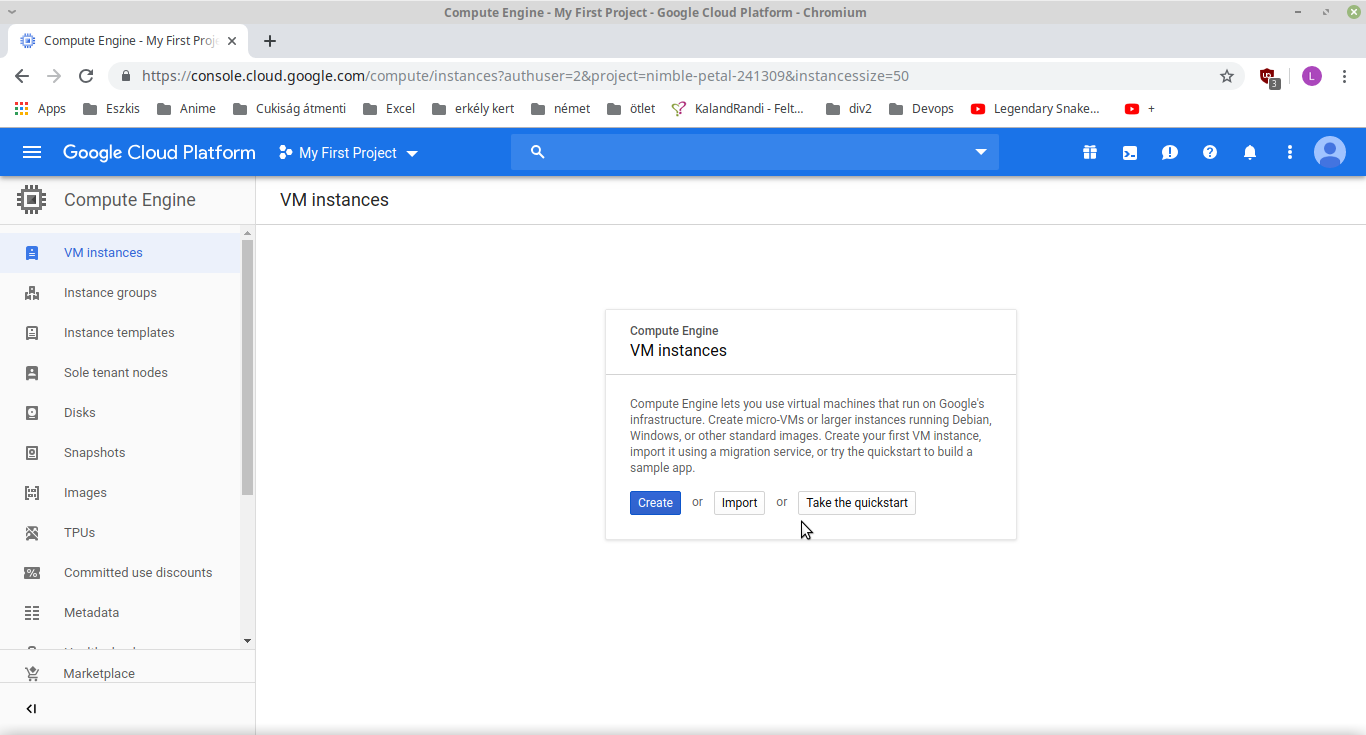 Compute Engine - My First Project - Google Cloud Platform - Chromium
Compute Engine - My First Proj
https://console.cloud.google.com/compute/instances?authuser=2&project=nimble-petal-241309&instancessize=50
3
L
Apps Eszkis Anime Cukiság átmenti Excel erkély kert német ötlet KalandRandi - Felt... div2 Devops Legendary Snake... +
Google Cloud Platform My First Project
Compute Engine
VM instances
VM instances
Instance groups
Instance templates
Sole tenant nodes
Disks
Snapshots
Images
TPUs
Committed use discounts
Metadata
Marketplace
Compute Engine
VM instances
Compute Engine lets you use virtual machines that run on Google's
infrastructure. Create micro-VMs or larger instances running Debian,
Windows, or other standard images. Create your first VM instance,
import it using a migration service, or try the quickstart to build a
sample app.
Create or Import or Take the quickstart